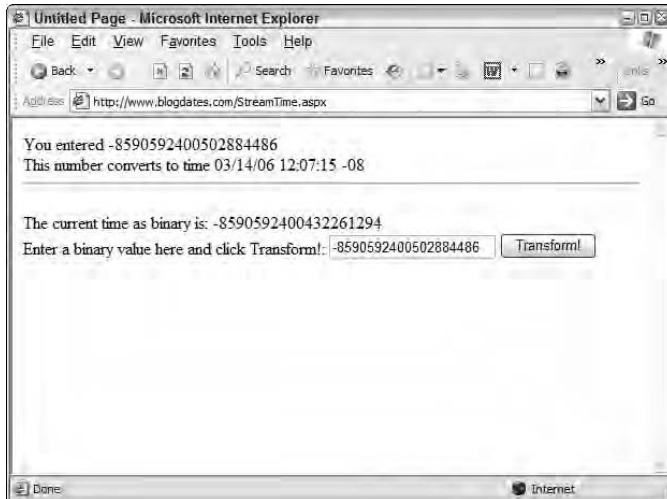 Untitled Page - Microsoft Internet Explorer
File Edit View Favorites Tools Help
Back Search Favorites »
Address http://www.blogdates.com/StreamTime.aspx Go
You entered -8590592400502884486
This number converts to time 03/14/06 12:07:15 -08
The current time as binary is: -8590592400432261294
Enter a binary value here and click Transform!: -8590592400502884486 Transform!
Done Internet